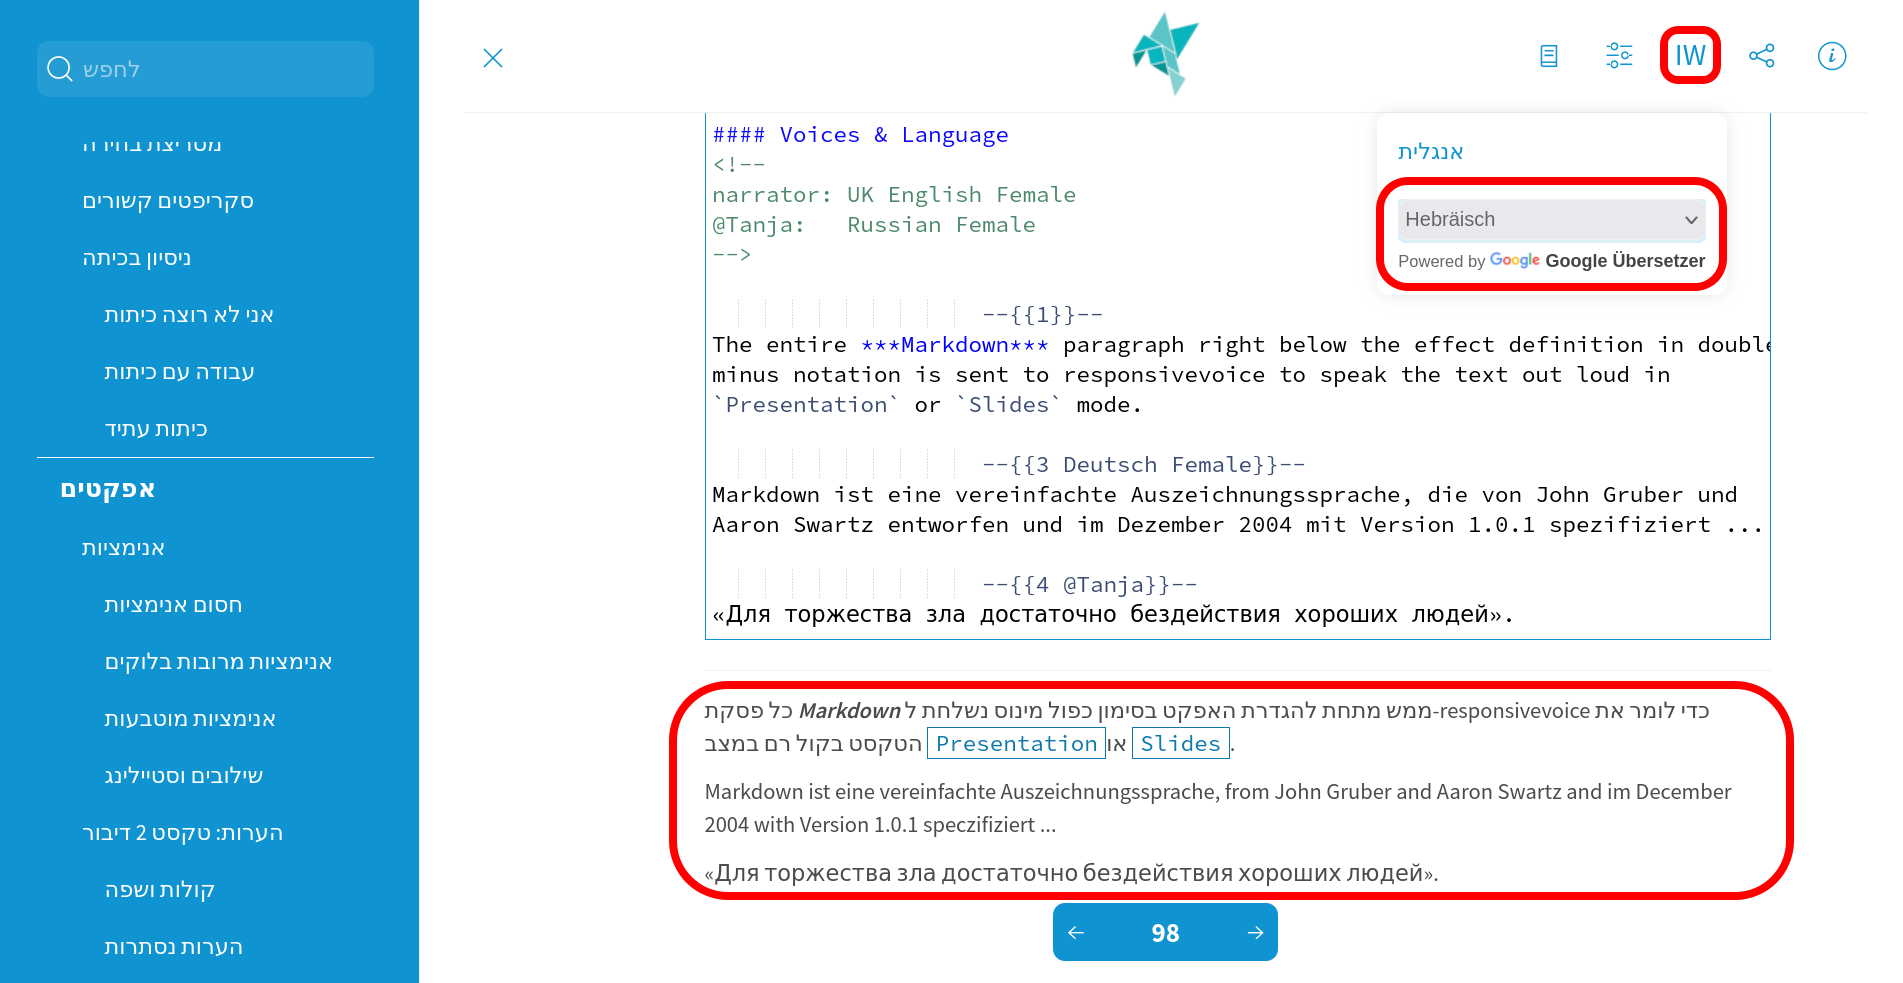 לחפש
מטריצת בחירה
סקריפטים קשורים
ניסיון בכיתה
אני לא רוצה כיתות
עבודה עם כיתות
כיתות עתיד
אפקטים
אנימציות
חסום אנימציות
אנימציות מרובות בלוקים
אנימציות מוטבעות
שילובים וסטיילינג
הערות: טקסט 2 דיבור
קולות ושפה
הערות נסתרות
IW
אנגלית
Hebräisch
Powered by Google Google Übersetzer
#### Voices & Language
<!--
narrator: UK English Female
@Tanja:   Russian Female
-->
--{{1}}--
The entire ***Markdown*** paragraph right below the effect definition in double
minus notation is sent to responsivevoice to speak the text out loud in
`Presentation` or `Slides` mode.
--{{3 Deutsch Female}}--
Markdown ist eine vereinfachte Auszeichnungssprache, die von John Gruber und
Aaron Swartz entworfen und im Dezember 2004 mit Version 1.0.1 spezifiziert ...
--{{4 @Tanja}}--
«Для торжества зла достаточно бездействия хороших людей».
כל פסקת Markdown ממש מתחת להגדרת האפקט בסימון כפול מינוס נשלחת ל-responsivevoice כדי לומר את
הטקסט בקול רם במצב Presentation או Slides.
Markdown ist eine vereinfachte Auszeichnungssprache, from John Gruber and Aaron Swartz and im December
2004 with Version 1.0.1 speczifiziert ...
«Для торжества зла достаточно бездействия хороших людей».
← 98 →